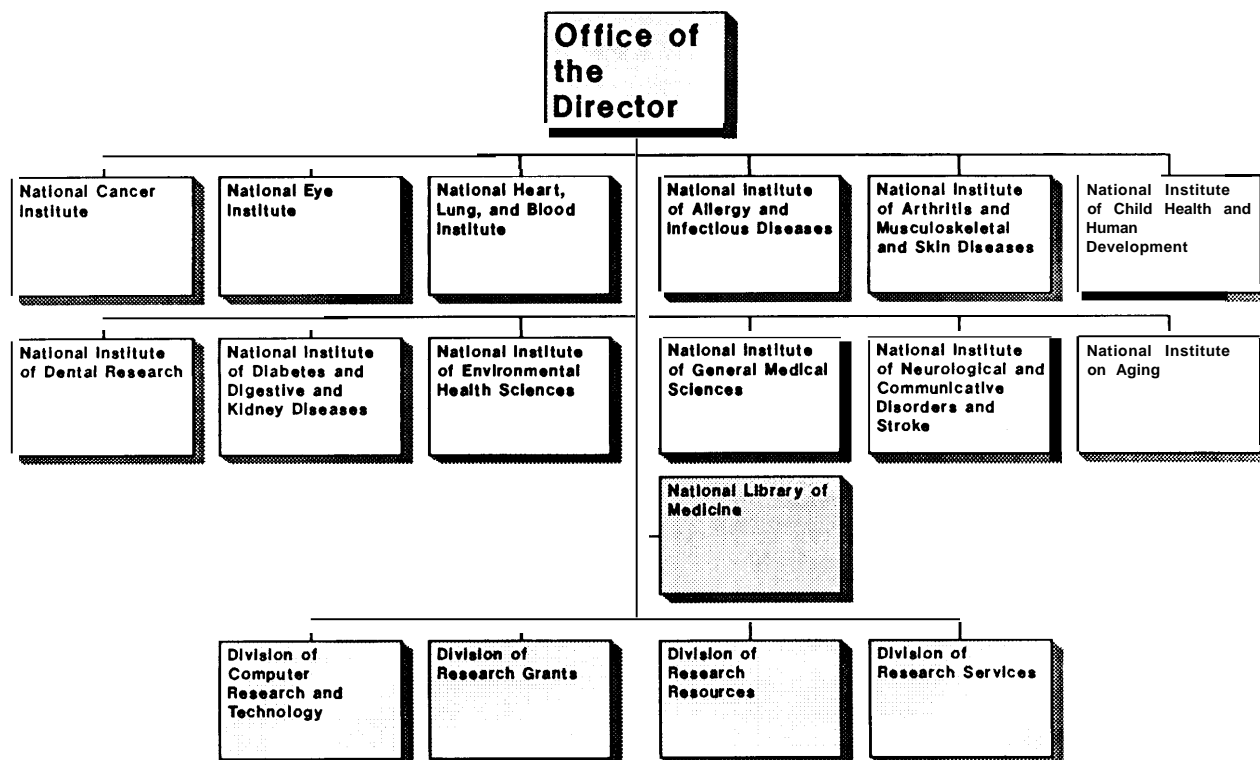 Office of
the
Director
National Cancer
Institute
National Eye
Institute
National Heart,
Lung, and Blood
Institute
National Institute
of Allergy and
Infectious Diseases
National Institute
of Arthritis and
Musculoskeletal
and Skin Diseases
National Institute
of Child Health and
Human
Development
National Institute
of Dental Research
National Institute
of Diabetes and
Digestive and
Kidney Diseases
National Institute
of Environmental
Health Sciences
National Institute
of General Medical
Sciences
National Institute
of Neurological and
Communicative
Disorders and
Stroke
National Institute
on Aging
National Library of
Medicine
Division of
Computer
Research and
Technology
Division of
Research Grants
Division of
Research
Resources
Division of
Research Services